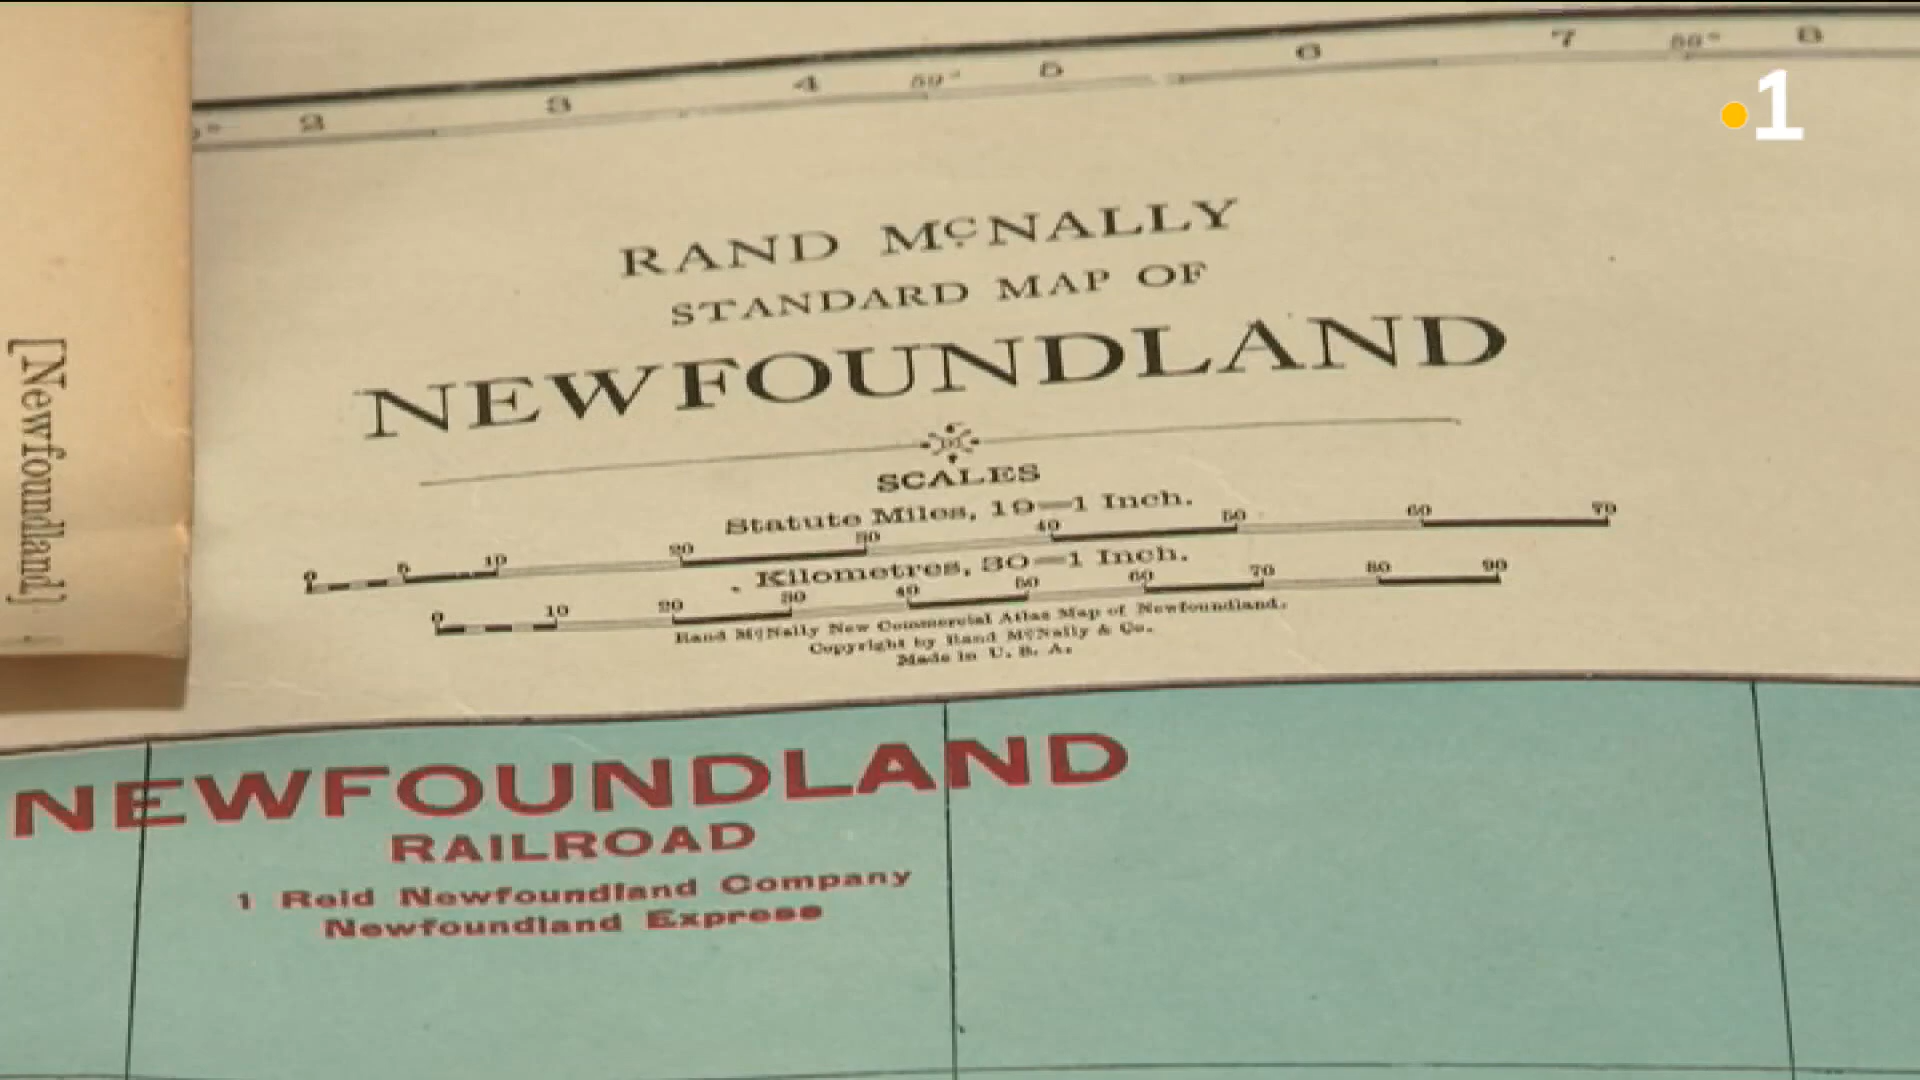 2 3 4 59° 5 6 7 58° 8
1
RAND McNALLY
STANDARD MAP OF
NEWFOUNDLAND
SCALES
Statute Miles, 19=1 Inch.
0 5 10 20 30 40 50 60 70
Kilometres, 30=1 Inch.
0 10 20 30 40 50 60 70 80 90
Rand McNally New Commercial Atlas Map of Newfoundland.
Copyright by Rand McNally & Co.
Made in U. S. A.
[Newfoundland]
NEWFOUNDLAND
RAILROAD
1 Reid Newfoundland Company
Newfoundland Express